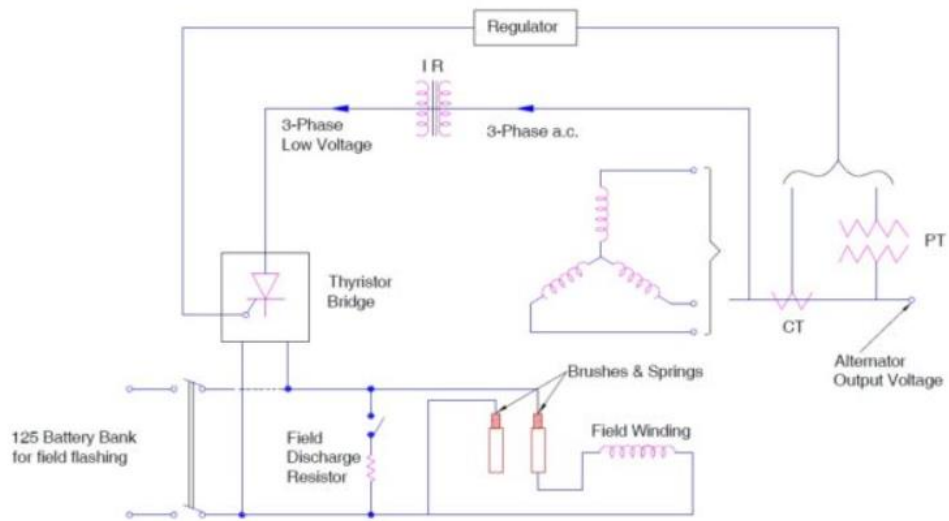 Regulator
I R
3-Phase
Low Voltage
3-Phase a.c.
PT
Thyristor
Bridge
CT
Alternator
Output Voltage
Brushes & Springs
125 Battery Bank
for field flashing
Field
Discharge
Resistor
Field Winding